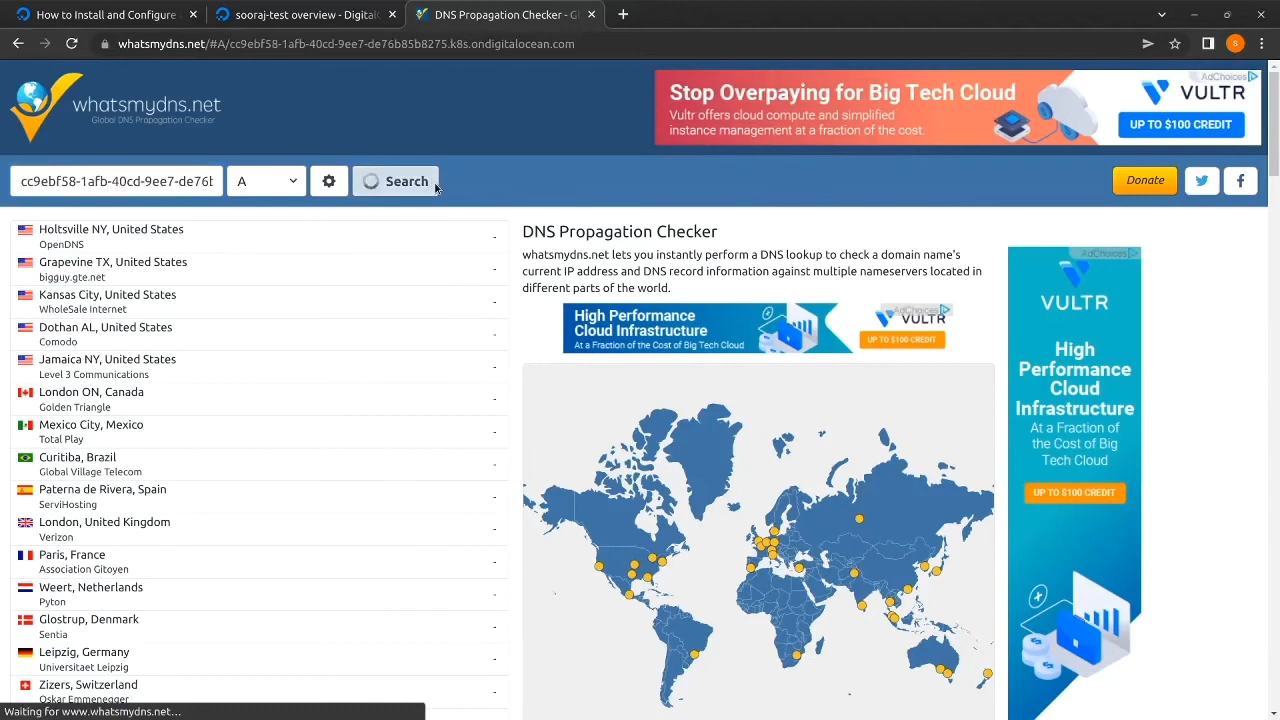 How to Install and Configure
sooraj-test overview - DigitalO
DNS Propagation Checker - Gl
whatsmydns.net/#A/cc9ebf58-1afb-40cd-9ee7-de76b85b8275.k8s.ondigitalocean.com
S
whatsmydns.net
Global DNS Propagation Checker
Stop Overpaying for Big Tech Cloud
Vultr offers cloud compute and simplified
instance management at a fraction of the cost.
AdChoices
VULTR
UP TO $100 CREDIT
cc9ebf58-1afb-40cd-9ee7-de76b
A
Search
Donate
Holtsville NY, United States
OpenDNS
-
Grapevine TX, United States
bigguy.gte.net
-
Kansas City, United States
WholeSale Internet
-
Dothan AL, United States
Comodo
-
Jamaica NY, United States
Level 3 Communications
-
London ON, Canada
Golden Triangle
-
Mexico City, Mexico
Total Play
-
Curitiba, Brazil
Global Village Telecom
-
Paterna de Rivera, Spain
ServiHosting
-
London, United Kingdom
Verizon
-
Paris, France
Association Gitoyen
-
Weert, Netherlands
Pyton
-
Glostrup, Denmark
Sentia
-
Leipzig, Germany
Universitaet Leipzig
-
Zizers, Switzerland
Oskar Emmenegger
-
Waiting for www.whatsmydns.net...
DNS Propagation Checker
whatsmydns.net lets you instantly perform a DNS lookup to check a domain name's
current IP address and DNS record information against multiple nameservers located in
different parts of the world.
High Performance
Cloud Infrastructure
At a Fraction of the Cost of Big Tech Cloud
AdChoices
VULTR
UP TO $100 CREDIT
AdChoices
VULTR
High
Performance
Cloud
Infrastructure
At a Fraction of
the Cost of Big
Tech Cloud
UP TO $100 CREDIT